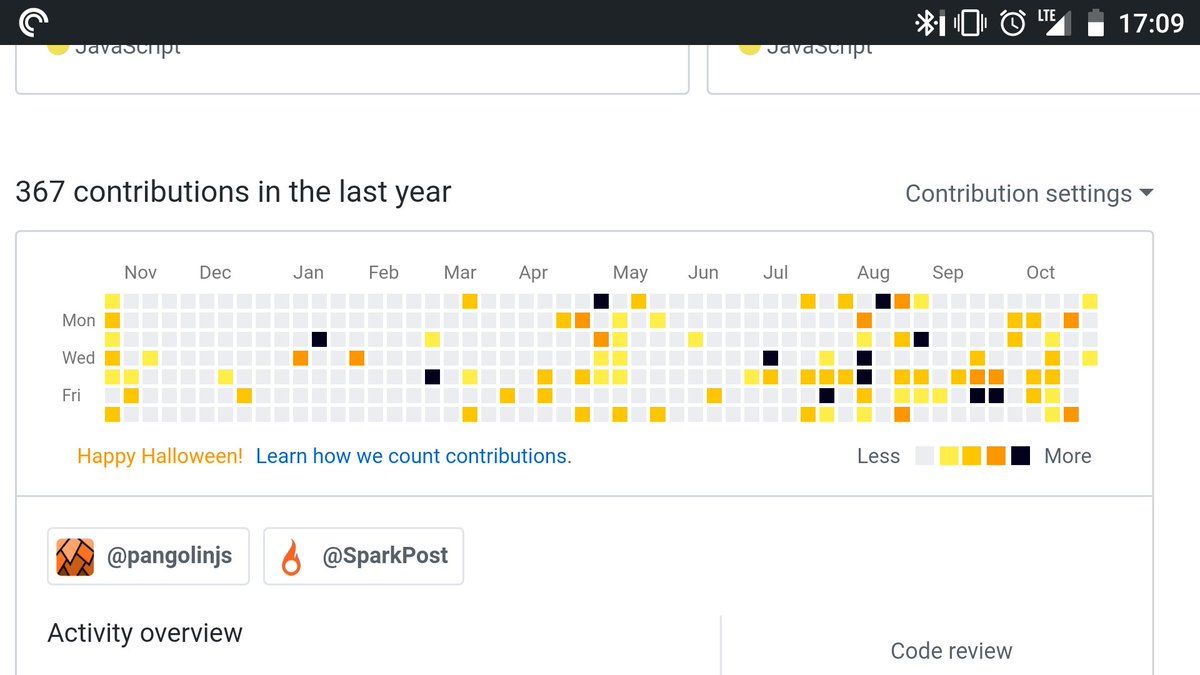 LTE 17:09
JavaScript JavaScript
367 contributions in the last year
Contribution settings
Nov Dec Jan Feb Mar Apr May Jun Jul Aug Sep Oct
Mon
Wed
Fri
Happy Halloween! Learn how we count contributions.
Less More
@pangolinjs @SparkPost
Activity overview
Code review